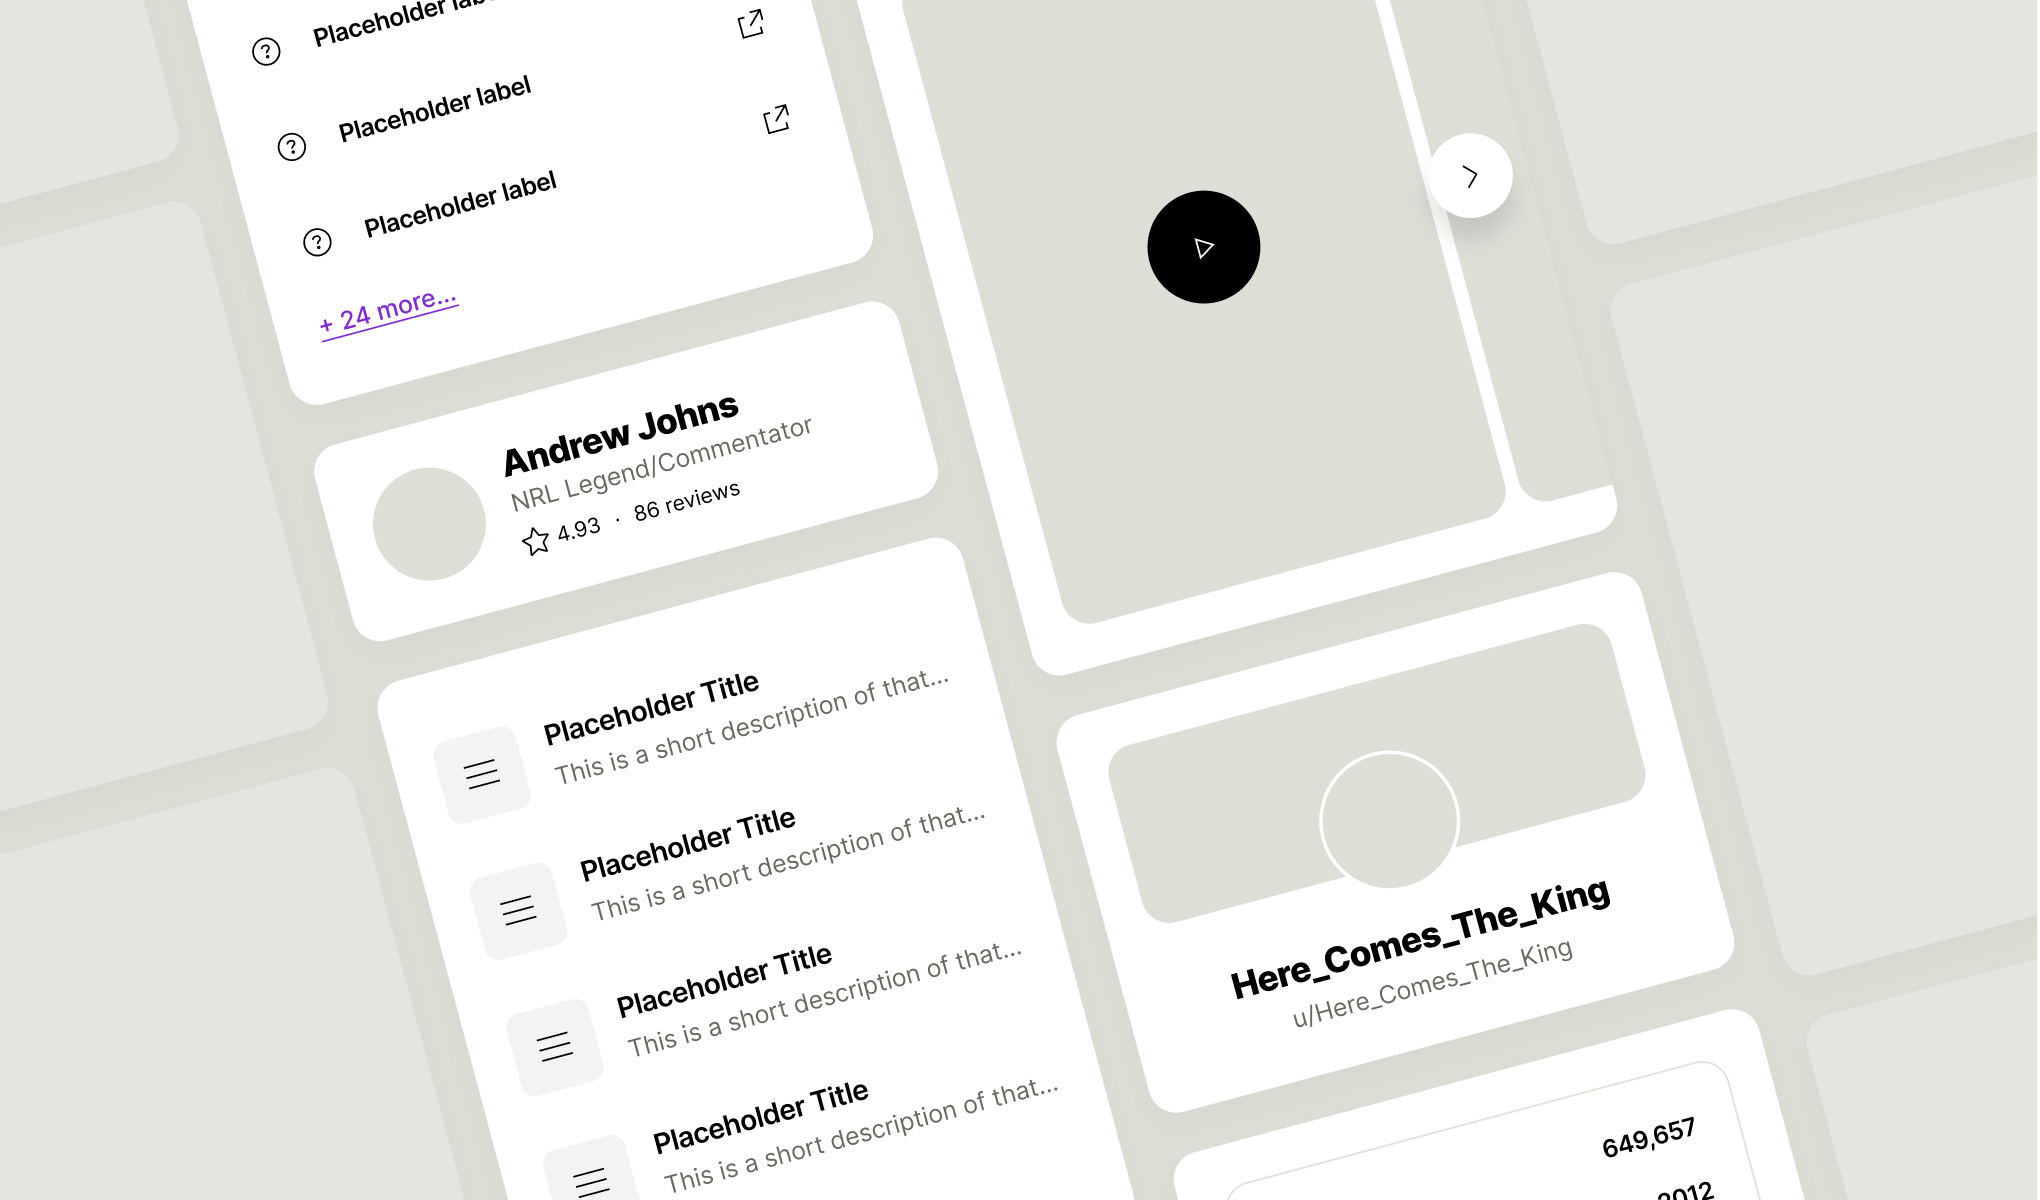 Placeholder label
Placeholder label
Placeholder label
+ 24 more...
Andrew Johns
NRL Legend/Commentator
4.93 · 86 reviews
Placeholder Title
This is a short description of that...
Placeholder Title
This is a short description of that...
Placeholder Title
This is a short description of that...
Placeholder Title
This is a short description of that...
Here_Comes_The_King
u/Here_Comes_The_King
649,657
2012